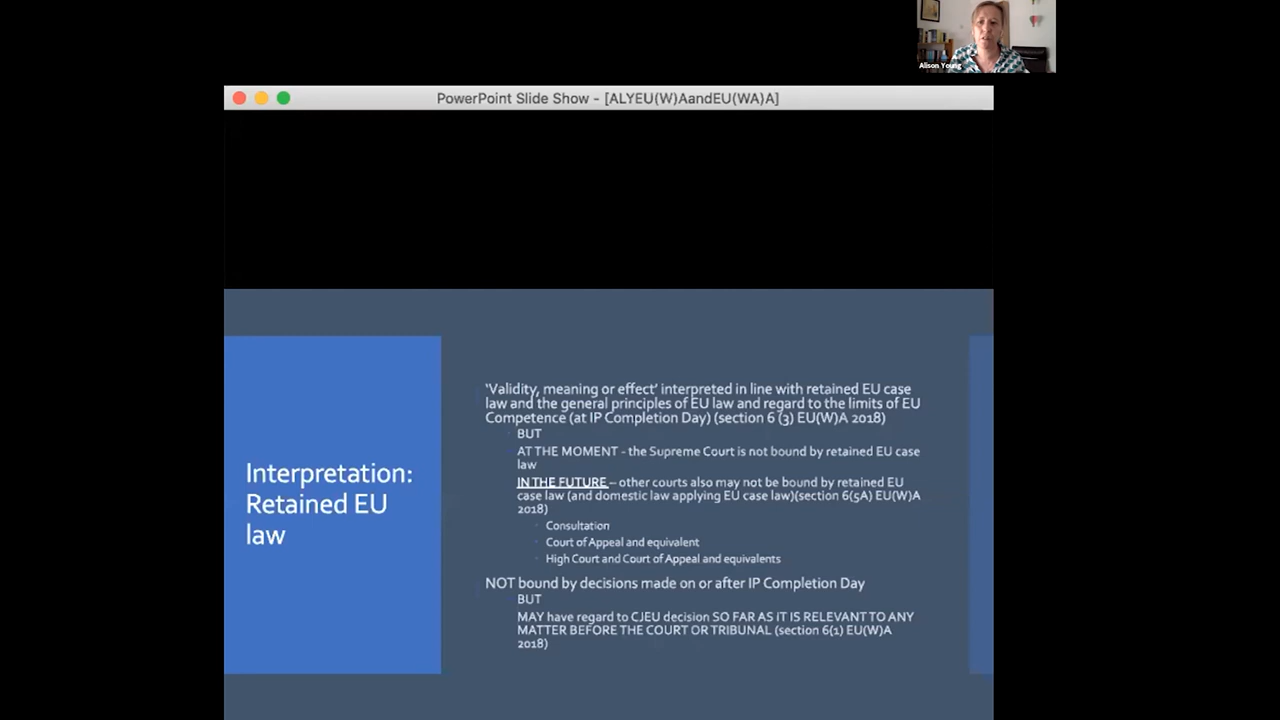 Alison Young
PowerPoint Slide Show - [ALYEU(W)AandEU(WA)A]
Interpretation:
Retained EU
law
'Validity, meaning or effect' interpreted in line with retained EU case
law and the general principles of EU law and regard to the limits of EU
Competence (at IP Completion Day) (section 6 (3) EU(W)A 2018)
BUT
AT THE MOMENT - the Supreme Court is not bound by retained EU case
law
IN THE FUTURE – other courts also may not be bound by retained EU
case law (and domestic law applying EU case law)(section 6(5A) EU(W)A
2018)
Consultation
Court of Appeal and equivalent
High Court and Court of Appeal and equivalents
NOT bound by decisions made on or after IP Completion Day
BUT
MAY have regard to CJEU decision SO FAR AS IT IS RELEVANT TO ANY
MATTER BEFORE THE COURT OR TRIBUNAL (section 6(1) EU(W)A
2018)